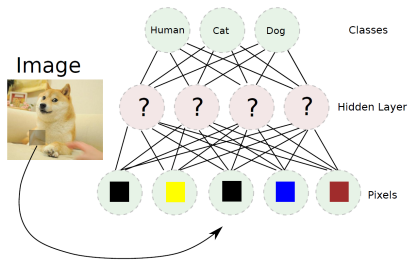 Human
Cat
Dog
Classes
Image
?
?
?
?
Hidden Layer
Pixels